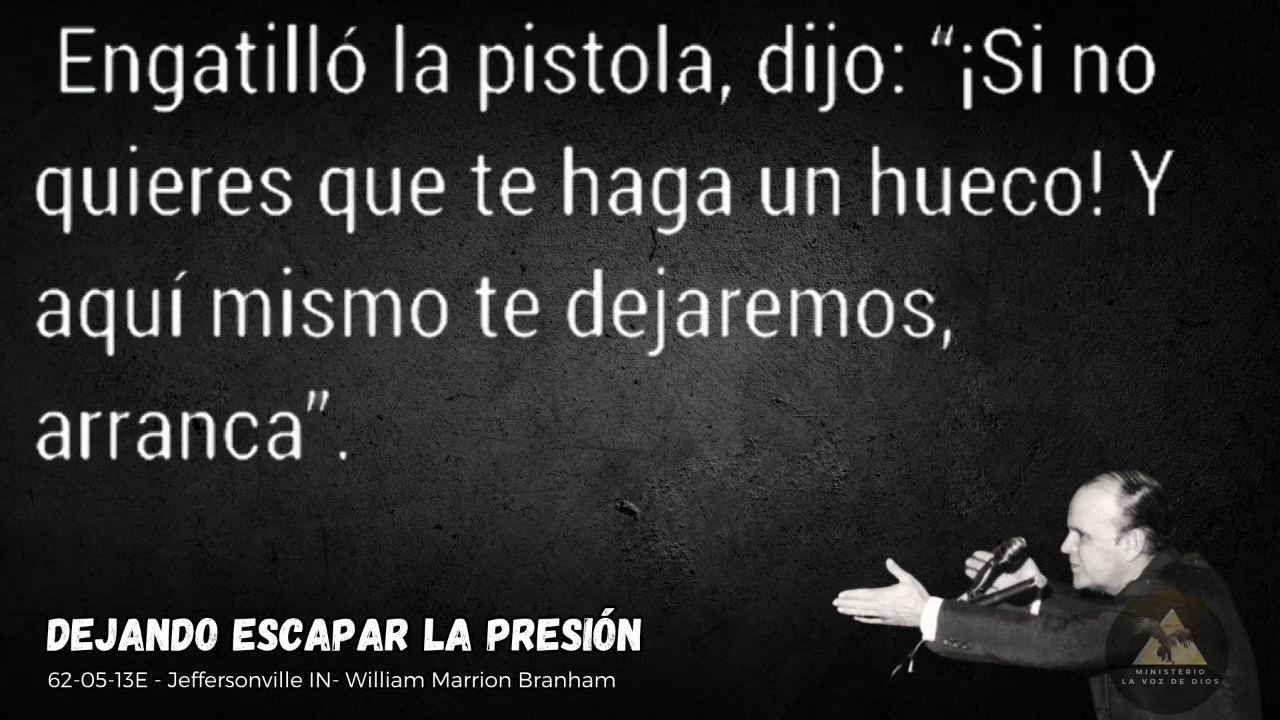 Engatilló la pistola, dijo: “¡Si no
quieres que te haga un hueco! Y
aquí mismo te dejaremos,
arranca”.
DEJANDO ESCAPAR LA PRESIÓN
62-05-13E - Jeffersonville IN- William Marrion Branham
MINISTERIO
LA VOZ DE DIOS